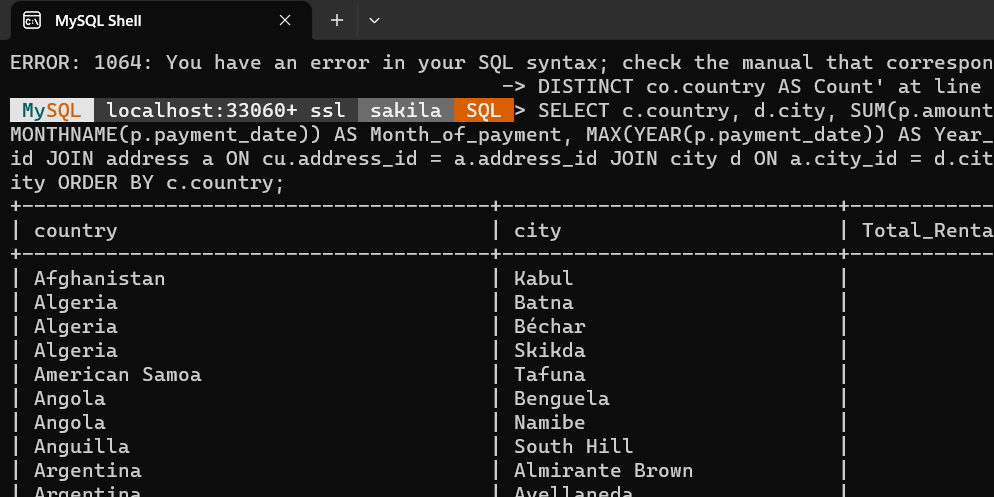 MySQL Shell
ERROR: 1064: You have an error in your SQL syntax; check the manual that correspon
-> DISTINCT co.country AS Count' at line
MySQL localhost:33060+ ssl sakila SQL > SELECT c.country, d.city, SUM(p.amount
MONTHNAME(p.payment_date)) AS Month_of_payment, MAX(YEAR(p.payment_date)) AS Year_
id JOIN address a ON cu.address_id = a.address_id JOIN city d ON a.city_id = d.cit
ity ORDER BY c.country;
+---------------------------------------+----------------------------+------------
| country | city | Total_Renta
+---------------------------------------+----------------------------+------------
| Afghanistan | Kabul |
| Algeria | Batna |
| Algeria | Béchar |
| Algeria | Skikda |
| American Samoa | Tafuna |
| Angola | Benguela |
| Angola | Namibe |
| Anguilla | South Hill |
| Argentina | Almirante Brown |
| Argentina | Avellaneda |